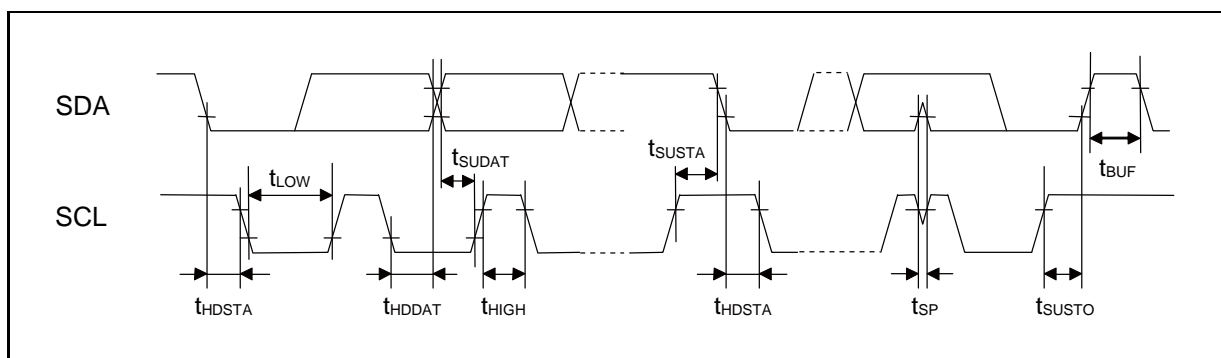 SDA
tSUDAT
tSUSTA
tBUF
tLOW
SCL
tHDSTA
tHDDAT
tHIGH
tHDSTA
tSP
tSUSTO